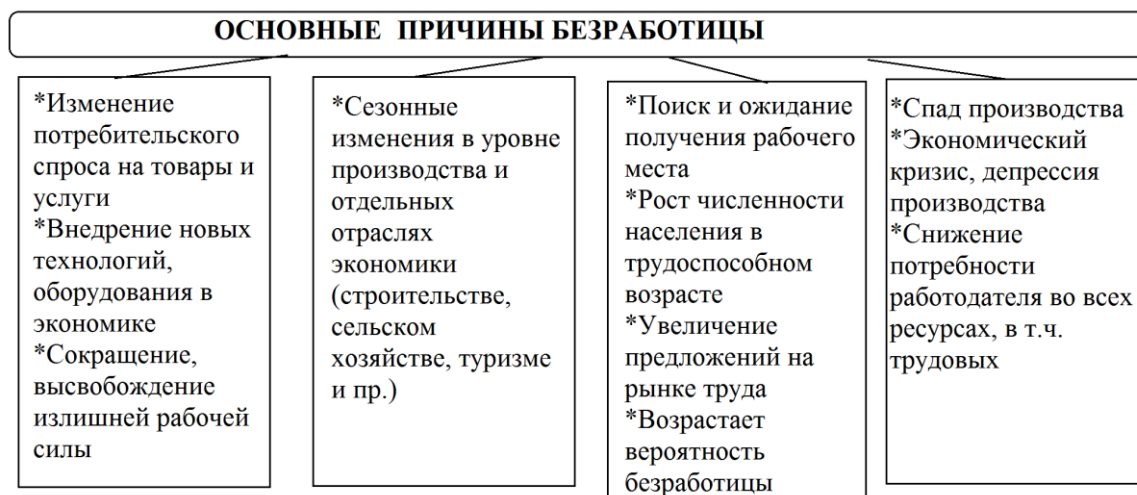 ОСНОВНЫЕ ПРИЧИНЫ БЕЗРАБОТИЦЫ
*Изменение
потребительского
спроса на товары и
услуги
*Внедрение новых
технологий,
оборудования в
экономике
*Сокращение,
высвобождение
излишней рабочей
силы
*Сезонные
изменения в уровне
производства и
отдельных
отраслях
экономики
(строительстве,
сельском
хозяйстве, туризме
и пр.)
*Поиск и ожидание
получения рабочего
места
*Рост численности
населения в
трудоспособном
возрасте
*Увеличение
предложений на
рынке труда
*Возрастает
вероятность
безработицы
*Спад производства
*Экономический
кризис, депрессия
производства
*Снижение
потребности
работодателя во всех
ресурсах, в т.ч.
трудовых